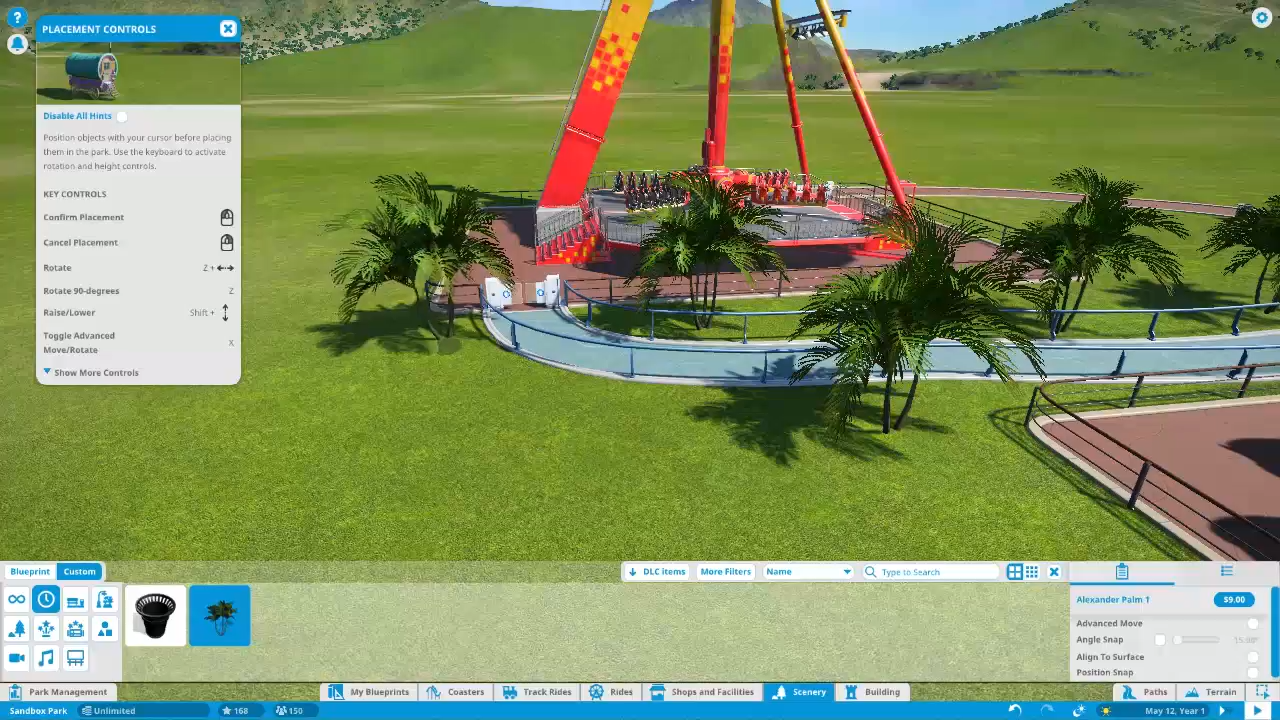 PLACEMENT CONTROLS
Disable All Hints
Position objects with your cursor before placing
them in the park. Use the keyboard to activate
rotation and height controls.
KEY CONTROLS
Confirm Placement
Cancel Placement
Rotate Z +
Rotate 90-degrees Z
Raise/Lower Shift +
Toggle Advanced
Move/Rotate X
Show More Controls
Blueprint Custom
DLC items More Filters Name Type to Search
Alexander Palm 1 $9.00
Advanced Move
Angle Snap 15.00°
Align To Surface
Position Snap
Park Management My Blueprints Coasters Track Rides Rides Shops and Facilities Scenery Building Paths Terrain
Sandbox Park Unlimited 168 150 May 12, Year 1